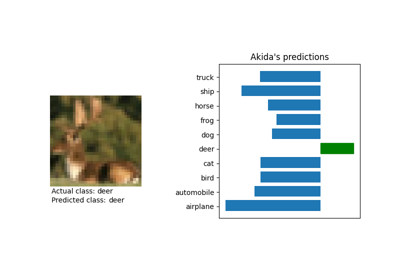 Akida's predictions
truck
ship
horse
frog
dog
deer
cat
bird
automobile
airplane
Actual class: deer
Predicted class: deer